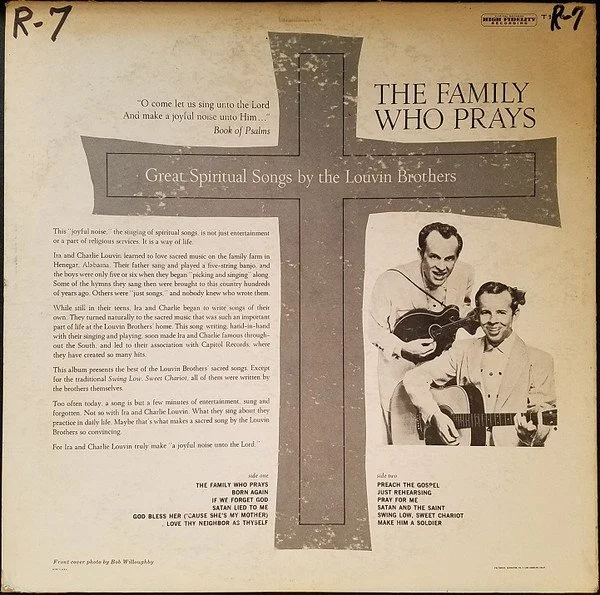 R-7
HIGH FIDELITY
RECORDING
R-7
"O come let us sing unto the Lord
And make a joyful noise unto Him..."
Book of Psalms
THE FAMILY
WHO PRAYS
Great Spiritual Songs by the Louvin Brothers
This "joyful noise," the singing of spiritual songs, is not just entertainment
or a part of religious services. It is a way of life.
Ira and Charlie Louvin learned to love sacred music on the family farm in
Henegar, Alabama. Their father sang and played a five-string banjo, and
the boys were only five or six when they began "picking and singing" along.
Some of the hymns they sang then were brought to this country hundreds
of years ago. Others were "just songs," and nobody knew who wrote them.
While still in their teens, Ira and Charlie began to write songs of their
own. They turned naturally to the sacred music that was such an important
part of life at the Louvin Brothers' home. This song writing, hand-in-hand
with their singing and playing, soon made Ira and Charlie famous through-
out the South, and led to their association with Capitol Records, where
they have created so many hits.
This album presents the best of the Louvin Brothers' sacred songs. Except
for the traditional Swing Low, Sweet Chariot, all of them were written by
the brothers themselves.
Too often today, a song is but a few minutes of entertainment, sung and
forgotten. Not so with Ira and Charlie Louvin. What they sing about they
practice in daily life. Maybe that's what makes a sacred song by the Louvin
Brothers so convincing.
For Ira and Charlie Louvin truly make "a joyful noise unto the Lord."
side one
THE FAMILY WHO PRAYS
BORN AGAIN
IF WE FORGET GOD
SATAN LIED TO ME
GOD BLESS HER ('CAUSE SHE'S MY MOTHER)
LOVE THY NEIGHBOR AS THYSELF
side two
PREACH THE GOSPEL
JUST REHEARSING
PRAY FOR ME
SATAN AND THE SAINT
SWING LOW, SWEET CHARIOT
MAKE HIM A SOLDIER
Front cover photo by Bob Willoughby